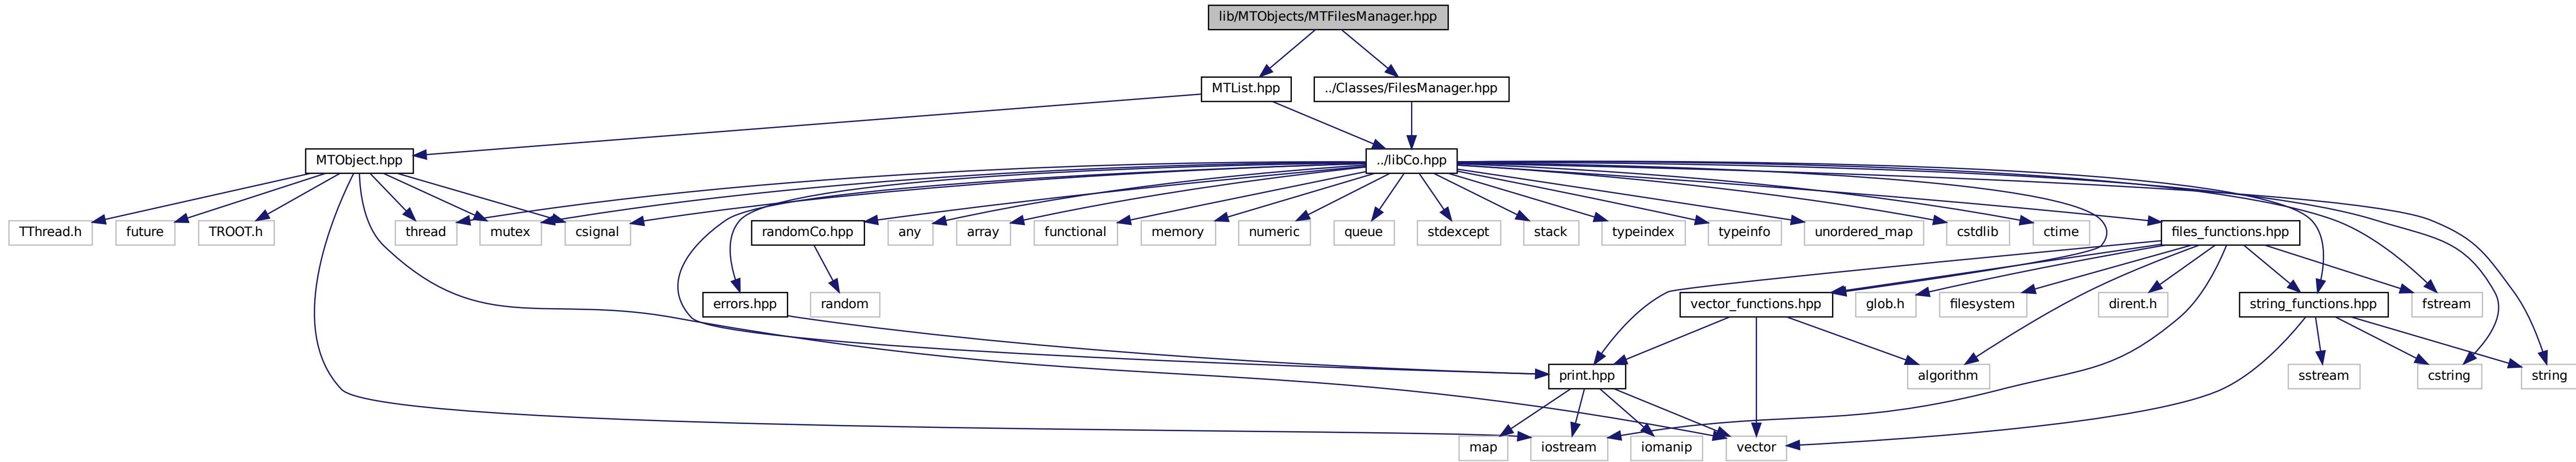 lib/MTObjects/MTFilesManager.hpp
MTList.hpp
../Classes/FilesManager.hpp
MTObject.hpp
../libCo.hpp
TThread.h
future
TROOT.h
thread
mutex
csignal
randomCo.hpp
any
array
functional
memory
numeric
queue
stdexcept
stack
typeindex
typeinfo
unordered_map
cstdlib
ctime
files_functions.hpp
errors.hpp
random
vector_functions.hpp
glob.h
filesystem
dirent.h
string_functions.hpp
fstream
print.hpp
algorithm
sstream
cstring
string
map
iostream
iomanip
vector